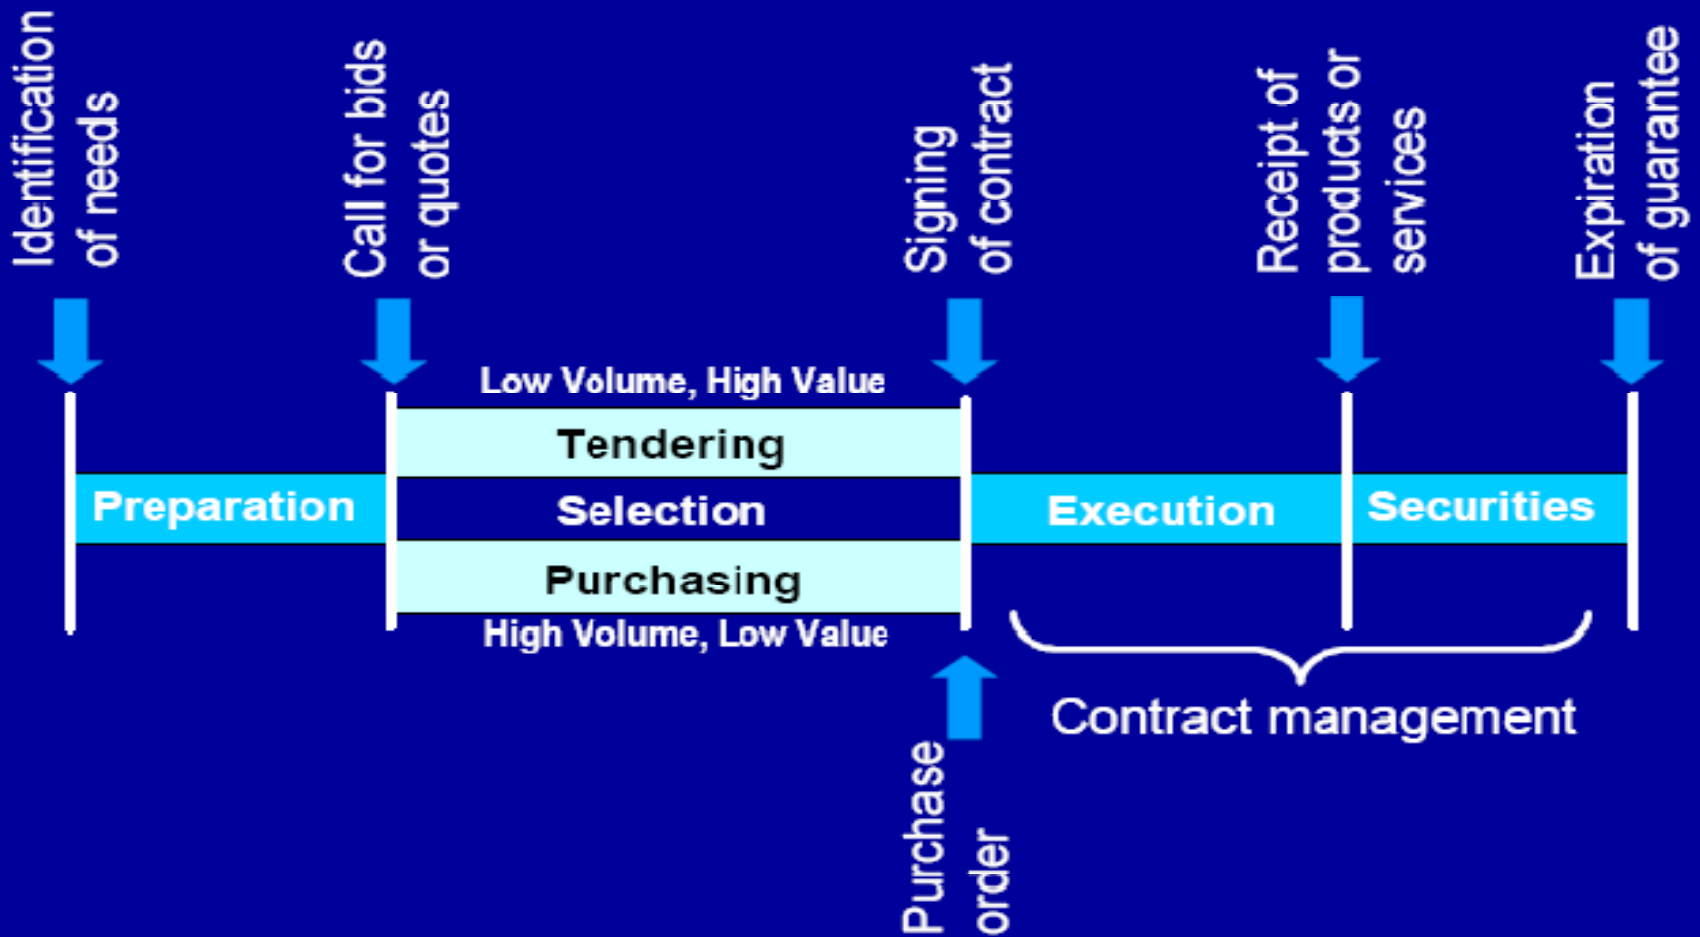 Identification
of needs
Call for bids
or quotes
Signing
of contract
Receipt of
products or
services
Expiration
of guarantee
Low Volume, High Value
Tendering
Preparation
Selection
Execution
Securities
Purchasing
High Volume, Low Value
Contract management
Purchase
order